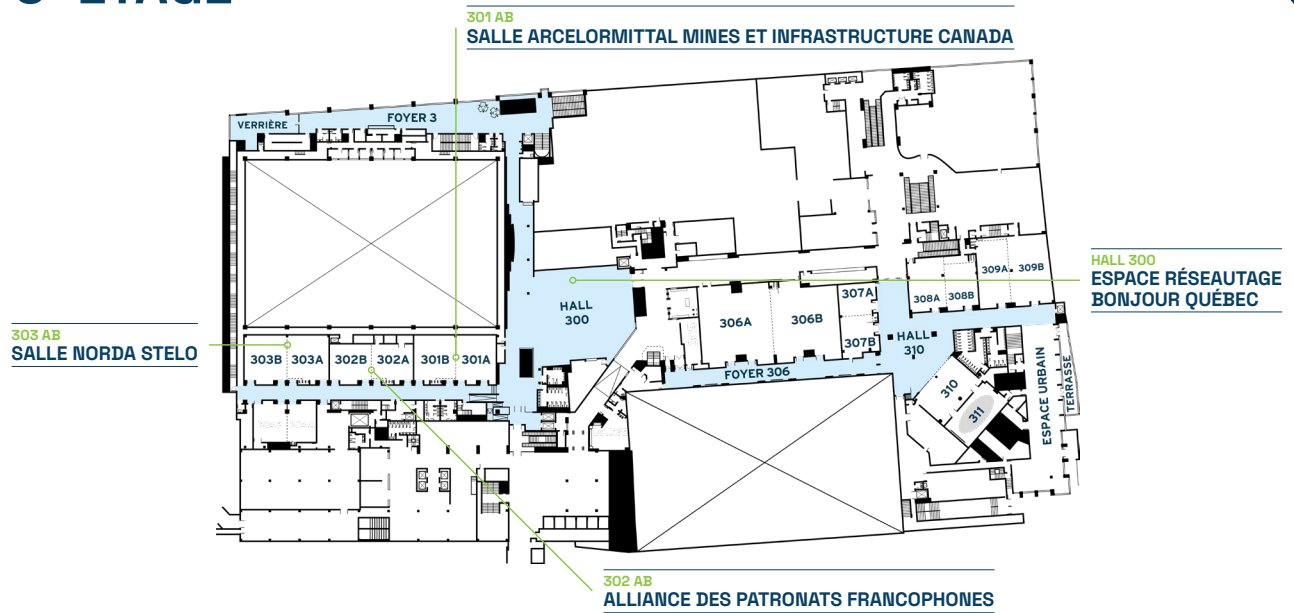 301 AB
SALLE ARCELORMITTAL MINES ET INFRASTRUCTURE CANADA
VERRIÈRE
FOYER 3
HALL 300
ESPACE RÉSEAUTAGE
BONJOUR QUÉBEC
309A
309B
308A
308B
307A
307B
306A
306B
HALL
300
HALL
310
FOYER 306
303 AB
SALLE NORDA STELO
303B
303A
302B
302A
301B
301A
310
311
ESPACE URBAIN
TERRASSE
302 AB
ALLIANCE DES PATRONATS FRANCOPHONES